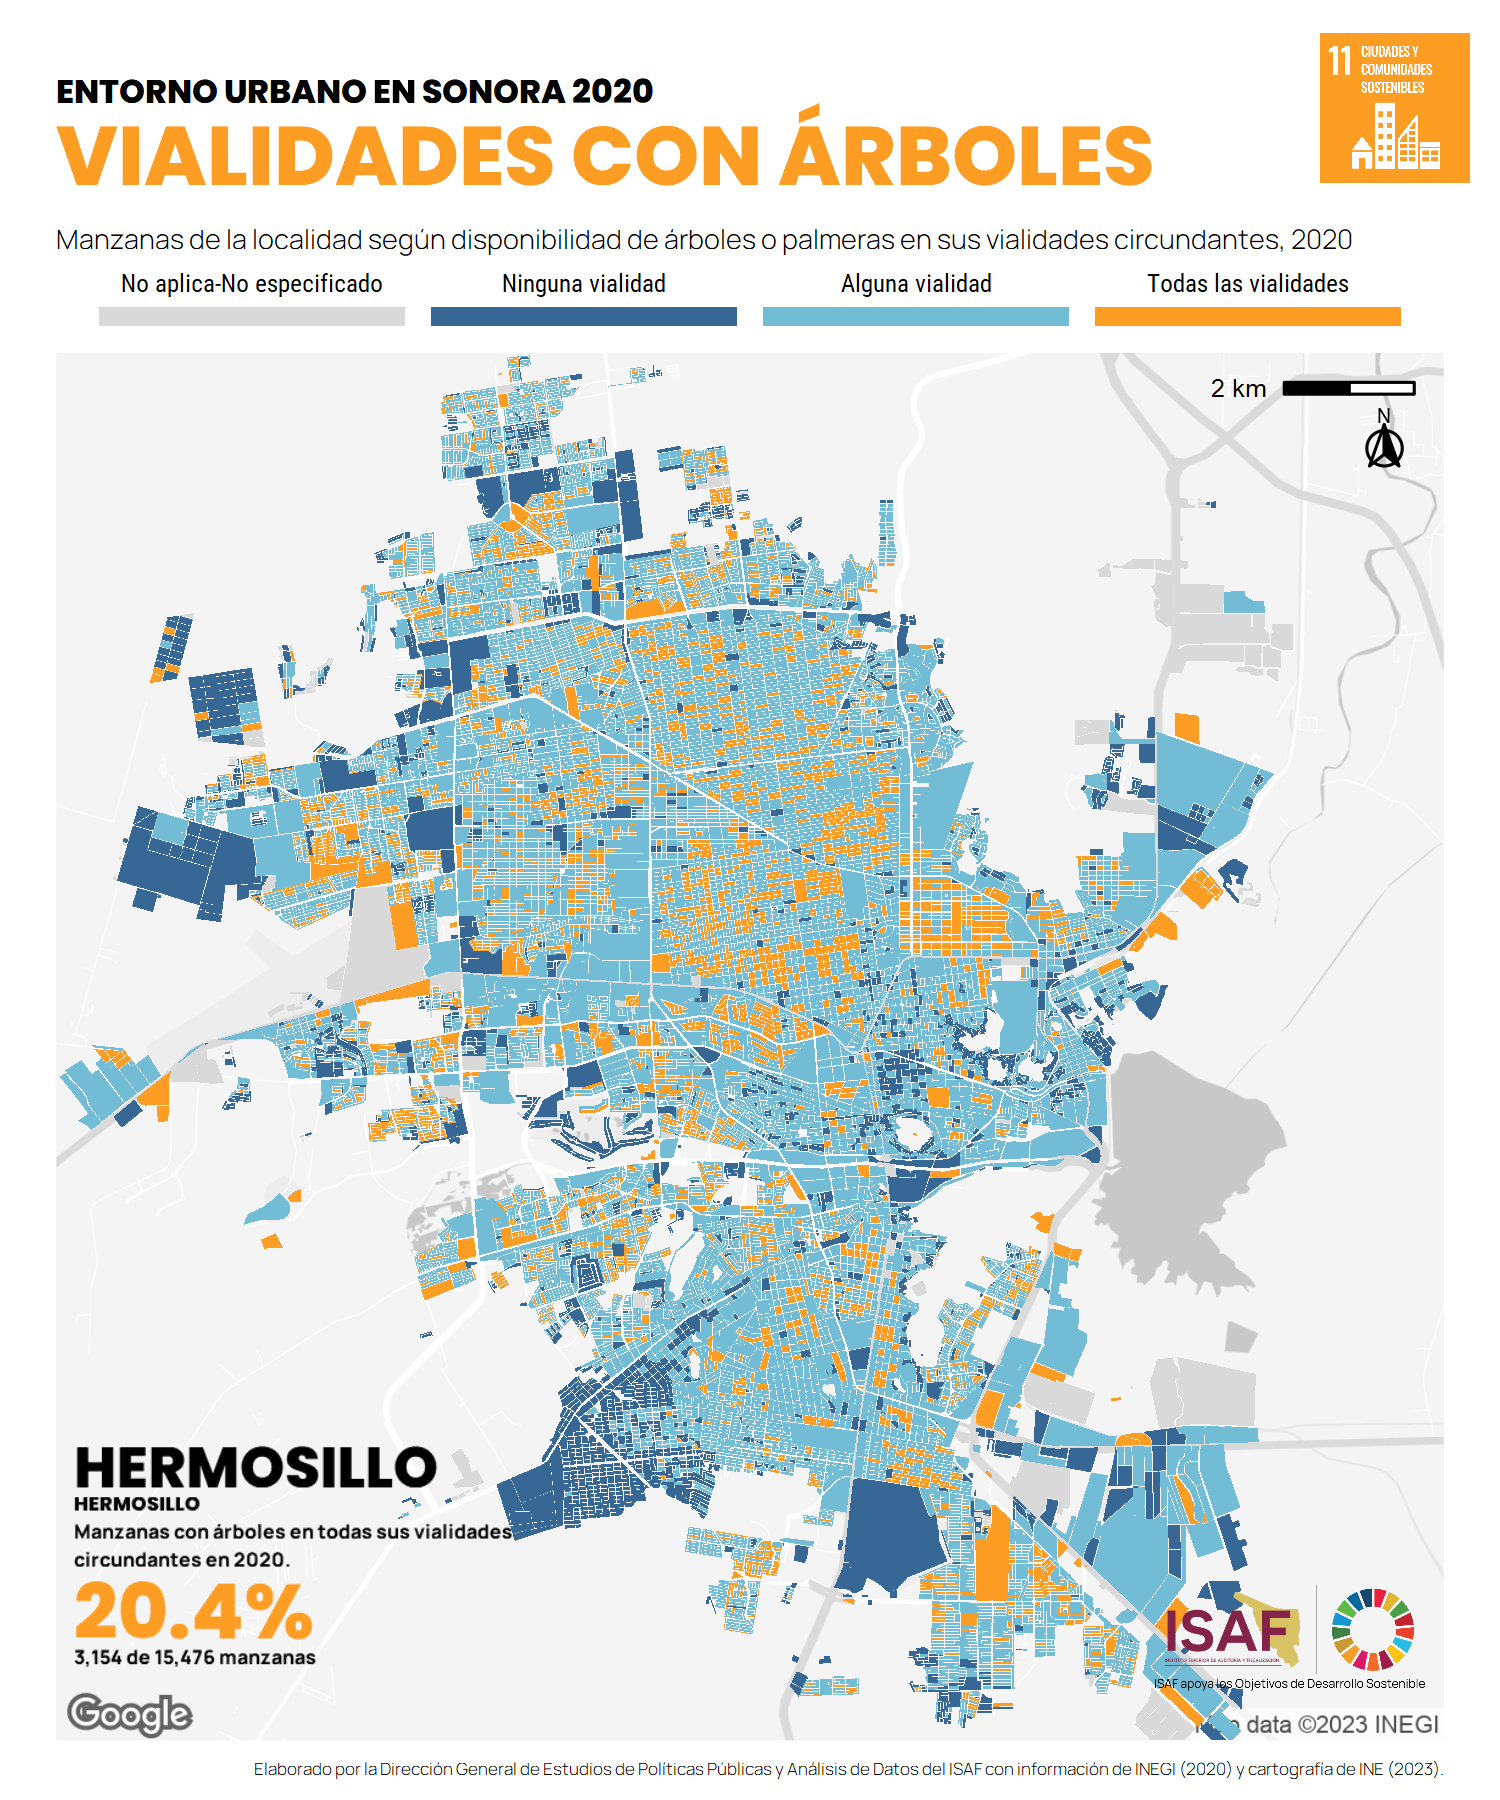 11 CIUDADES Y
COMUNIDADES
SOSTENIBLES
ENTORNO URBANO EN SONORA 2020
VIALIDADES CON ÁRBOLES
Manzanas de la localidad según disponibilidad de árboles o palmeras en sus vialidades circundantes, 2020
No aplica-No especificado Ninguna vialidad Alguna vialidad Todas las vialidades
2 km
N
HERMOSILLO
HERMOSILLO
Manzanas con árboles en todas sus vialidades
circundantes en 2020.
20.4%
3,154 de 15,476 manzanas
Google
ISAF
INSTITUTO SUPERIOR DE AUDITORÍA Y FISCALIZACIÓN
ISAF apoya los Objetivos de Desarrollo Sostenible
data ©2023 INEGI
Elaborado por la Dirección General de Estudios de Políticas Públicas y Análisis de Datos del ISAF con información de INEGI (2020) y cartografía de INE (2023).